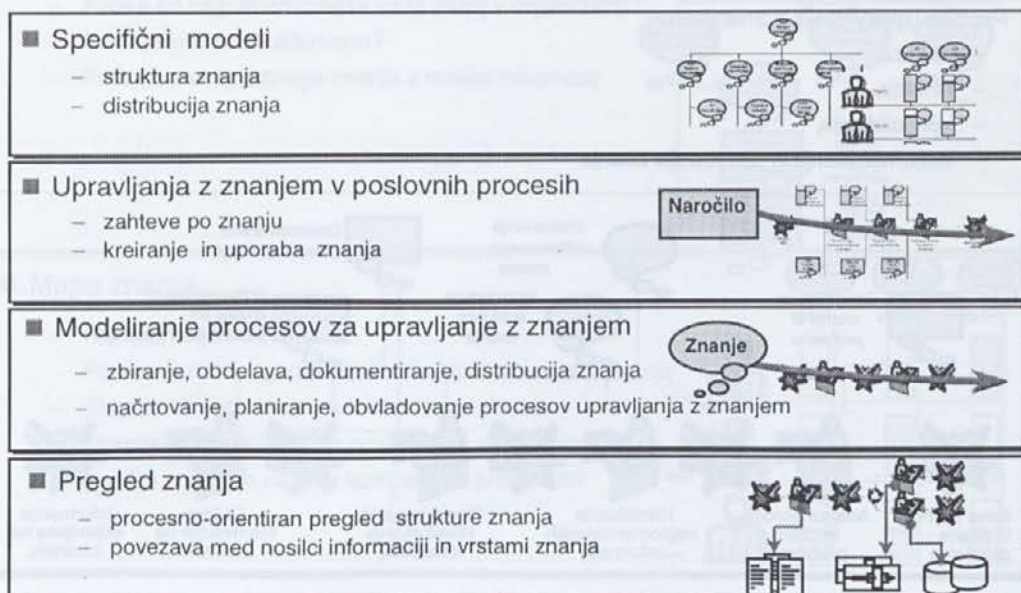 ■ Specifični modeli
– struktura znanja
– distribucija znanja
■ Upravljanja z znanjem v poslovnih procesih
– zahteve po znanju
– kreiranje in uporaba znanja
Naročilo
■ Modeliranje procesov za upravljanje z znanjem
– zbiranje, obdelava, dokumentiranje, distribucija znanja
– načrtovanje, planiranje, obvladovanje procesov upravljanja z znanjem
Znanje
■ Pregled znanja
– procesno-orientiran pregled strukture znanja
– povezava med nosilci informaciji in vrstami znanja